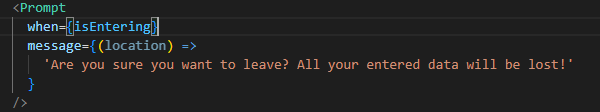 <Prompt
when={isEntering}
message={(location) =>
'Are you sure you want to leave? All your entered data will be lost!'
}
/>